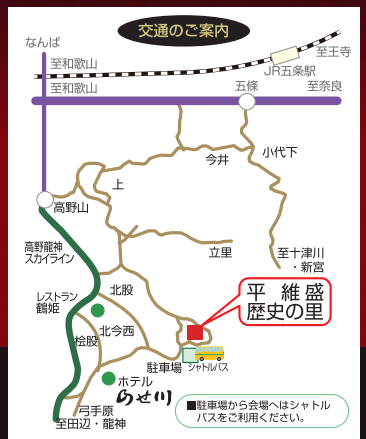 交通のご案内
なんば
至王寺
至和歌山
JR五条駅
至和歌山
五條
至奈良
今井
小代下
上
高野山
立里
至十津川
・新宮
高野龍神
スカイライン
北股
平 維盛
歴史の里
レストラン
鶴姫
北今西
桧股
駐車場
シャトルバス
ホテル
らせ川
弓手原
至田辺・龍神
■駐車場から会場へはシャトル
バスをご利用ください。